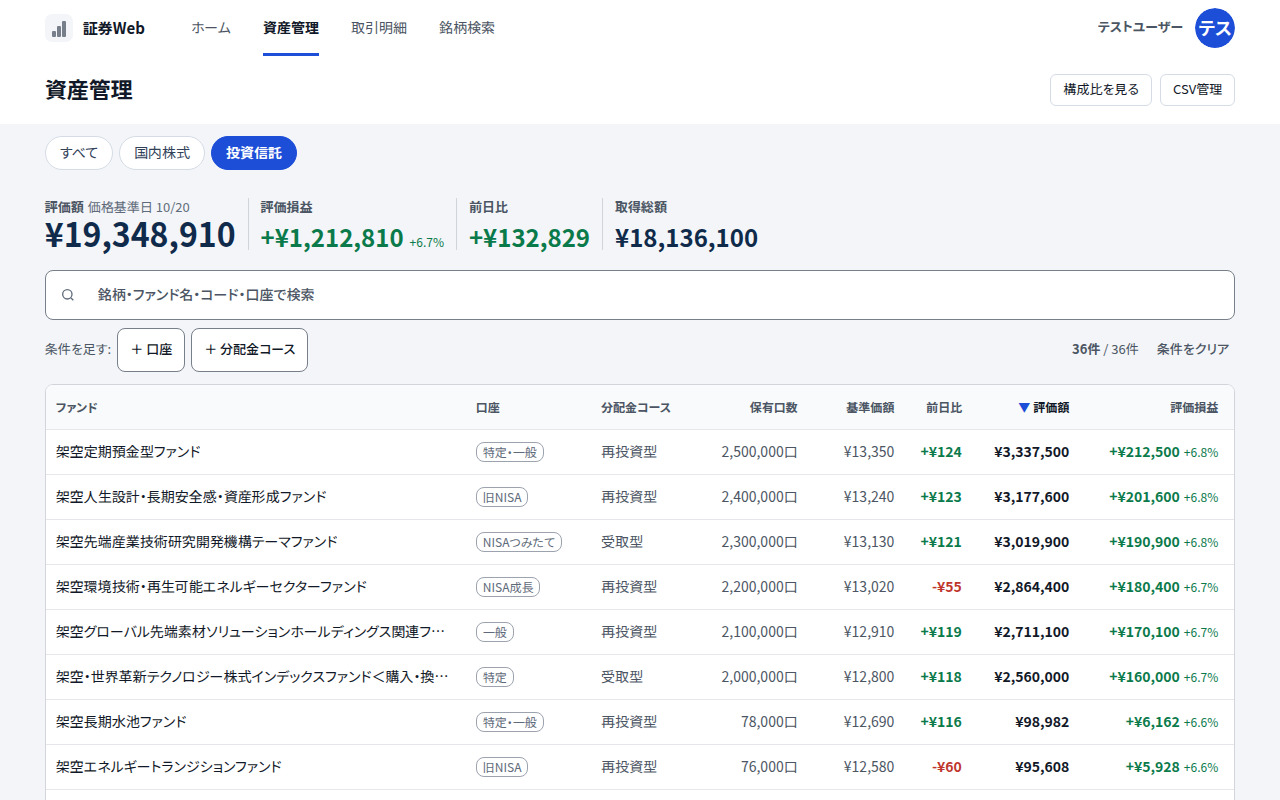 証券Web ホーム 資産管理 取引明細 銘柄検索 テストユーザー テス
資産管理 構成比を見る CSV管理
すべて 国内株式 投資信託
評価額 価格基準日 10/20 評価損益 前日比 取得総額
¥19,348,910 +¥1,212,810 +6.7% +¥132,829 ¥18,136,100
銘柄・ファンド名・コード・口座で検索
条件を足す: ＋ 口座 ＋ 分配金コース 36件 / 36件 条件をクリア
ファンド 口座 分配金コース 保有口数 基準価額 前日比 ▼ 評価額 評価損益
架空定期預金型ファンド 特定・一般 再投資型 2,500,000口 ¥13,350 +¥124 ¥3,337,500 +¥212,500 +6.8%
架空人生設計・長期安全感・資産形成ファンド 旧NISA 再投資型 2,400,000口 ¥13,240 +¥123 ¥3,177,600 +¥201,600 +6.8%
架空先端産業技術研究開発機構テーマファンド NISAつみたて 受取型 2,300,000口 ¥13,130 +¥121 ¥3,019,900 +¥190,900 +6.8%
架空環境技術・再生可能エネルギーセクターファンド NISA成長 再投資型 2,200,000口 ¥13,020 -¥55 ¥2,864,400 +¥180,400 +6.7%
架空グローバル先端素材ソリューションホールディングス関連フ… 一般 再投資型 2,100,000口 ¥12,910 +¥119 ¥2,711,100 +¥170,100 +6.7%
架空・世界革新テクノロジー株式インデックスファンド＜購入・換… 特定 受取型 2,000,000口 ¥12,800 +¥118 ¥2,560,000 +¥160,000 +6.7%
架空長期水池ファンド 特定・一般 再投資型 78,000口 ¥12,690 +¥116 ¥98,982 +¥6,162 +6.6%
架空エネルギートランジションファンド 旧NISA 再投資型 76,000口 ¥12,580 -¥60 ¥95,608 +¥5,928 +6.6%